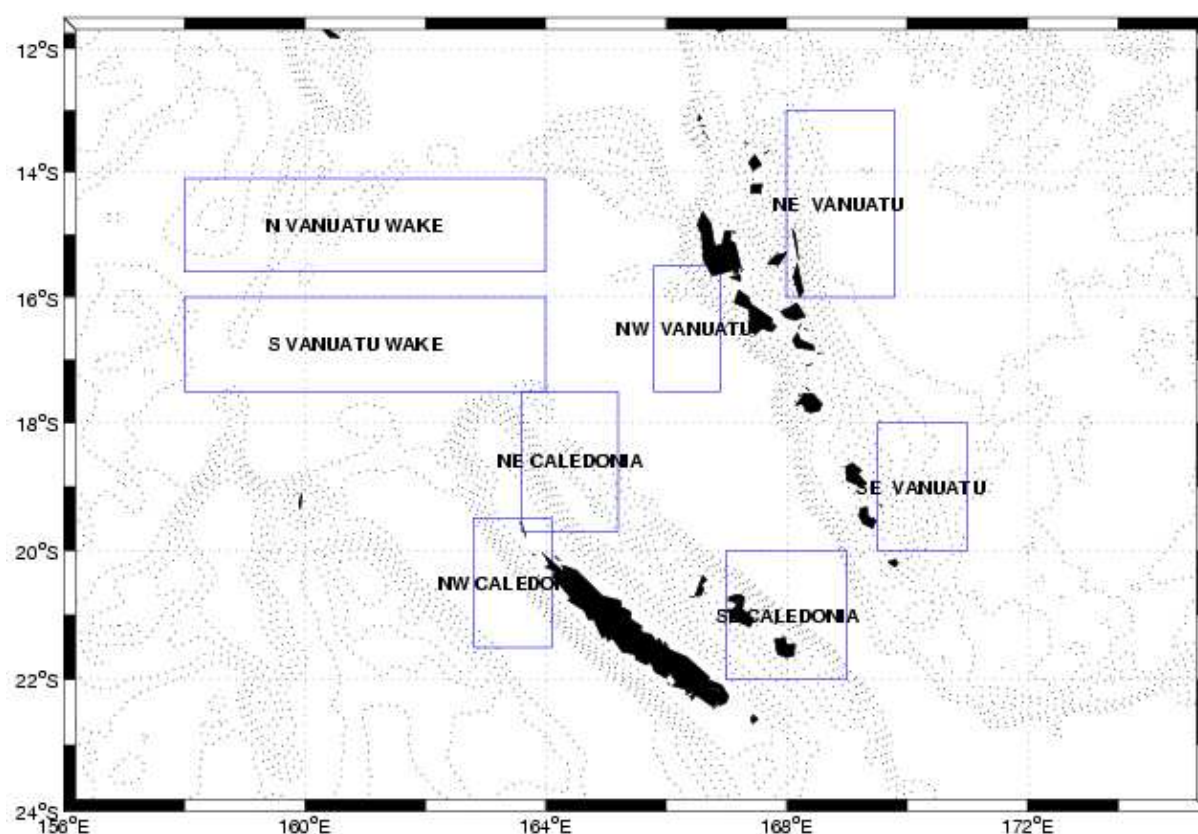 12°S
14°S
N VANUATU WAKE
NE VANUATU
16°S
S VANUATU WAKE
NW VANUATU
18°S
NE CALEDONIA
SE VANUATU
20°S
NW CALEDON
SE CALEDONIA
22°S
24°S
156°E
160°E
164°E
168°E
172°E